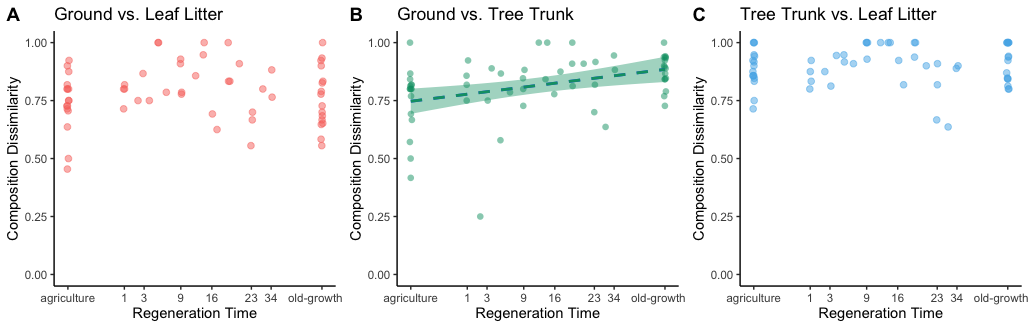 A Ground vs. Leaf Litter
Composition Dissimilarity
1.00
0.75
0.50
0.25
0.00
agriculture 1 3 9 16 23 34 old-growth
Regeneration Time
B Ground vs. Tree Trunk
Composition Dissimilarity
1.00
0.75
0.50
0.25
0.00
agriculture 1 3 9 16 23 34 old-growth
Regeneration Time
C Tree Trunk vs. Leaf Litter
Composition Dissimilarity
1.00
0.75
0.50
0.25
0.00
agriculture 1 3 9 16 23 34 old-growth
Regeneration Time